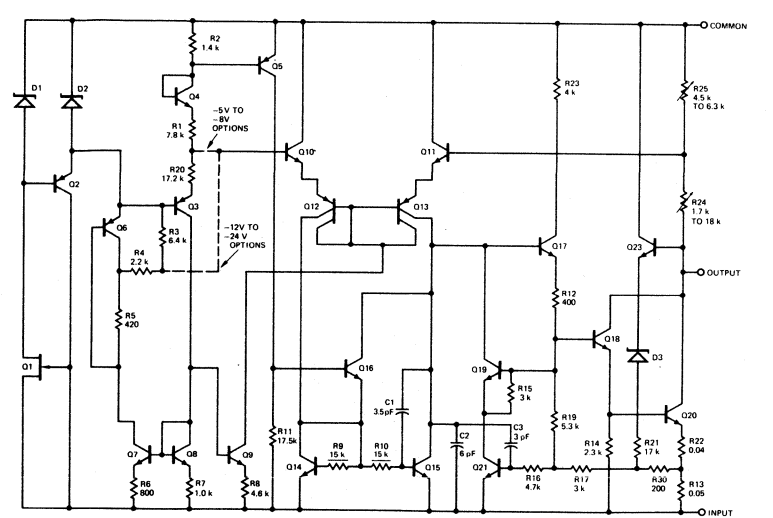 COMMON
R2
1.4 k
Q5
D1
D2
Q4
R23
4 k
R25
4.5 k
TO 6.3 k
-5V TO
-8V
OPTIONS
R1
7.8 k
Q10
Q11
Q2
R20
17.2 k
Q3
Q12
Q13
R24
1.7 k
TO 18 k
Q6
R3
6.4 k
-12V TO
-24 V
OPTIONS
Q17
Q23
R4
2.2 k
OUTPUT
R12
400
R5
420
Q18
Q16
Q19
D3
Q1
R15
3 k
C1
3.5pF
Q20
R11
17.5k
R19
5.3 k
C2
6 pF
C3
3 pF
R14
2.3 k
R21
17 k
R22
0.04
Q7
Q8
Q9
Q14
R9
15 k
R10
15 k
Q15
Q21
R16
4.7k
R17
3 k
R30
200
R13
0.05
R6
800
R7
1.0 k
R8
4.6 k
INPUT